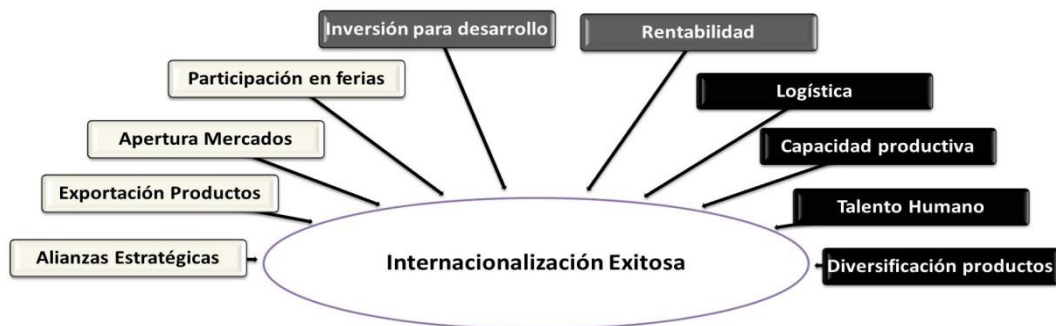 Inversión para desarrollo
Rentabilidad
Participación en ferias
Logística
Apertura Mercados
Capacidad productiva
Exportación Productos
Talento Humano
Alianzas Estratégicas
Internacionalización Exitosa
Diversificación productos